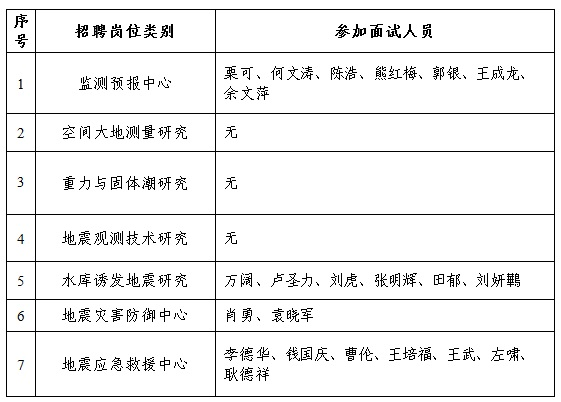 序号 招聘岗位类别 参加面试人员
1 监测预报中心 栗可、何文涛、陈浩、熊红梅、郭银、王成龙、
余文萍
2 空间大地测量研究 无
3 重力与固体潮研究 无
4 地震观测技术研究 无
5 水库诱发地震研究 万阔、卢圣力、刘虎、张明辉、田郁、刘妍鷳
6 地震灾害防御中心 肖勇、袁晓军
7 地震应急救援中心 李德华、钱国庆、曹伦、王培福、王武、左啸、
耿德祥